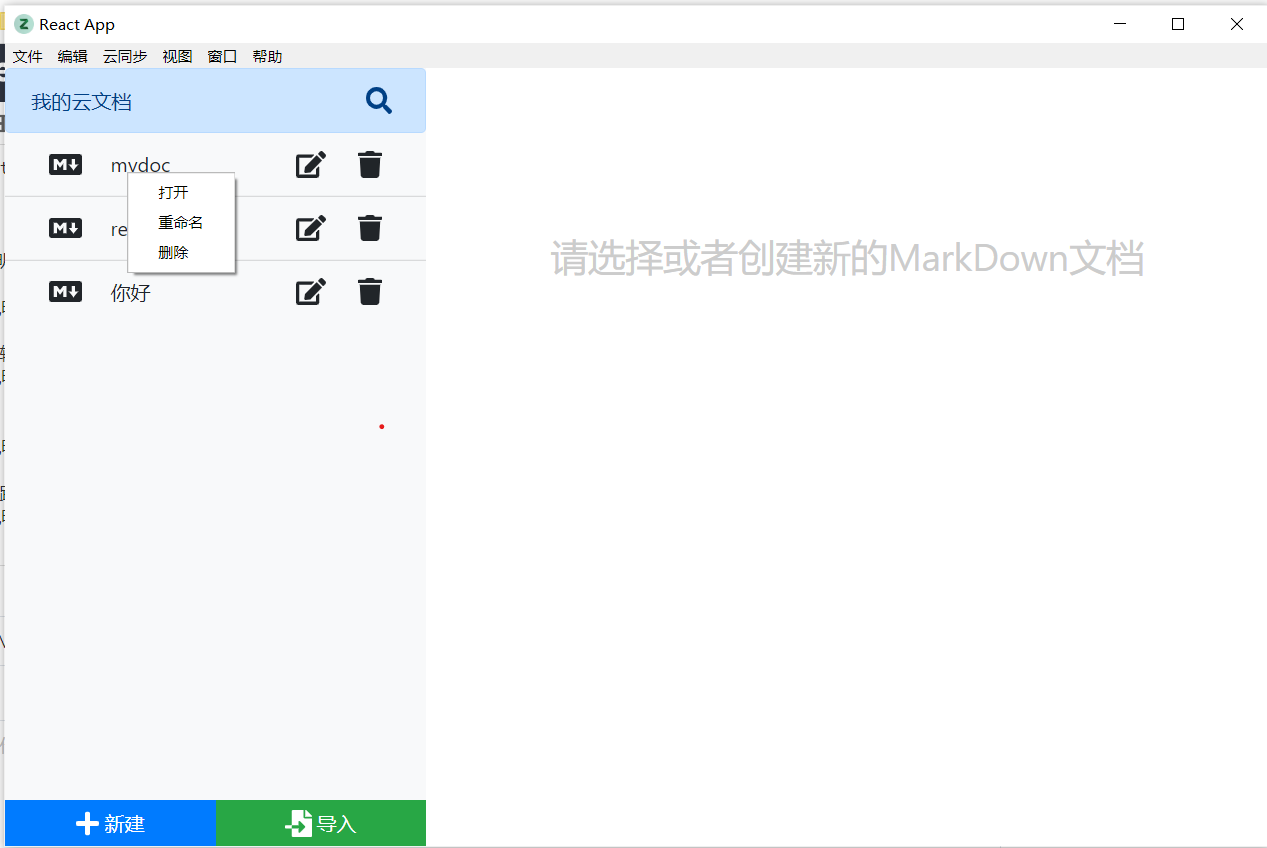 React App
文件 编辑 云同步 视图 窗口 帮助
我的云文档
mydoc
打开
重命名
re
删除
你好
请选择或者创建新的MarkDown文档
新建
导入